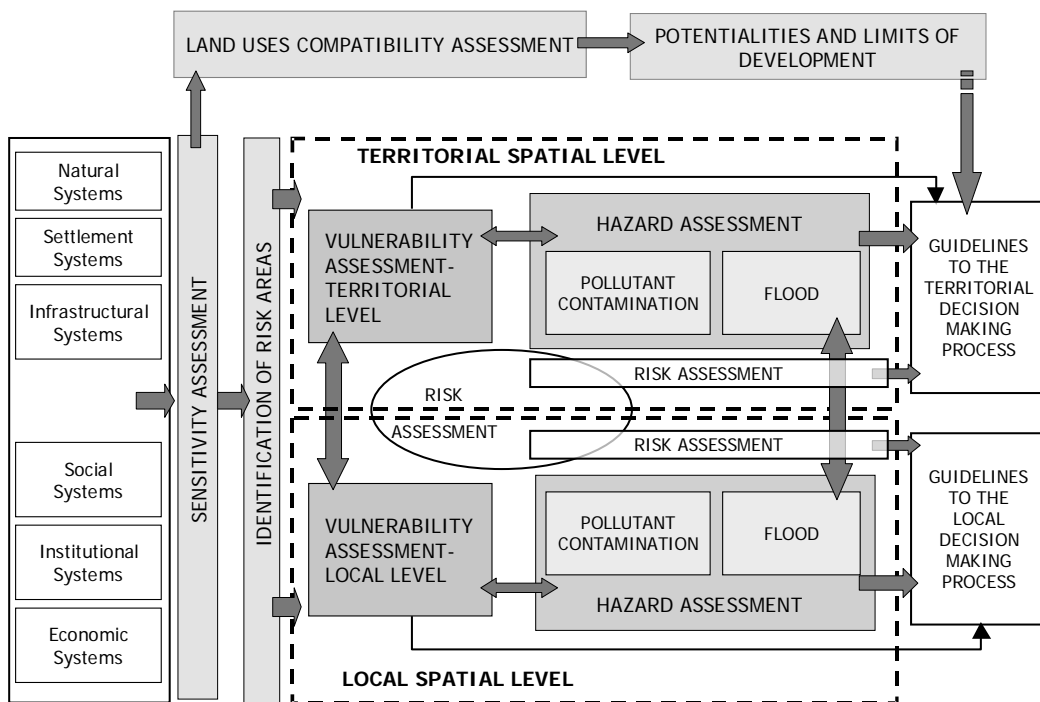 LAND USES COMPATIBILITY ASSESSMENT
POTENTIALITIES AND LIMITS OF
DEVELOPMENT
Natural
Systems
Settlement
Systems
Infrastructural
Systems
Social
Systems
Institutional
Systems
Economic
Systems
SENSITIVITY ASSESSMENT
IDENTIFICATION OF RISK AREAS
TERRITORIAL SPATIAL LEVEL
VULNERABILITY
ASSESSMENT-
TERRITORIAL
LEVEL
HAZARD ASSESSMENT
POLLUTANT
CONTAMINATION
FLOOD
RISK ASSESSMENT
RISK
ASSESSMENT
RISK ASSESSMENT
VULNERABILITY
ASSESSMENT-
LOCAL LEVEL
POLLUTANT
CONTAMINATION
FLOOD
HAZARD ASSESSMENT
LOCAL SPATIAL LEVEL
GUIDELINES
TO THE
TERRITORIAL
DECISION
MAKING
PROCESS
GUIDELINES
TO THE
LOCAL
DECISION
MAKING
PROCESS